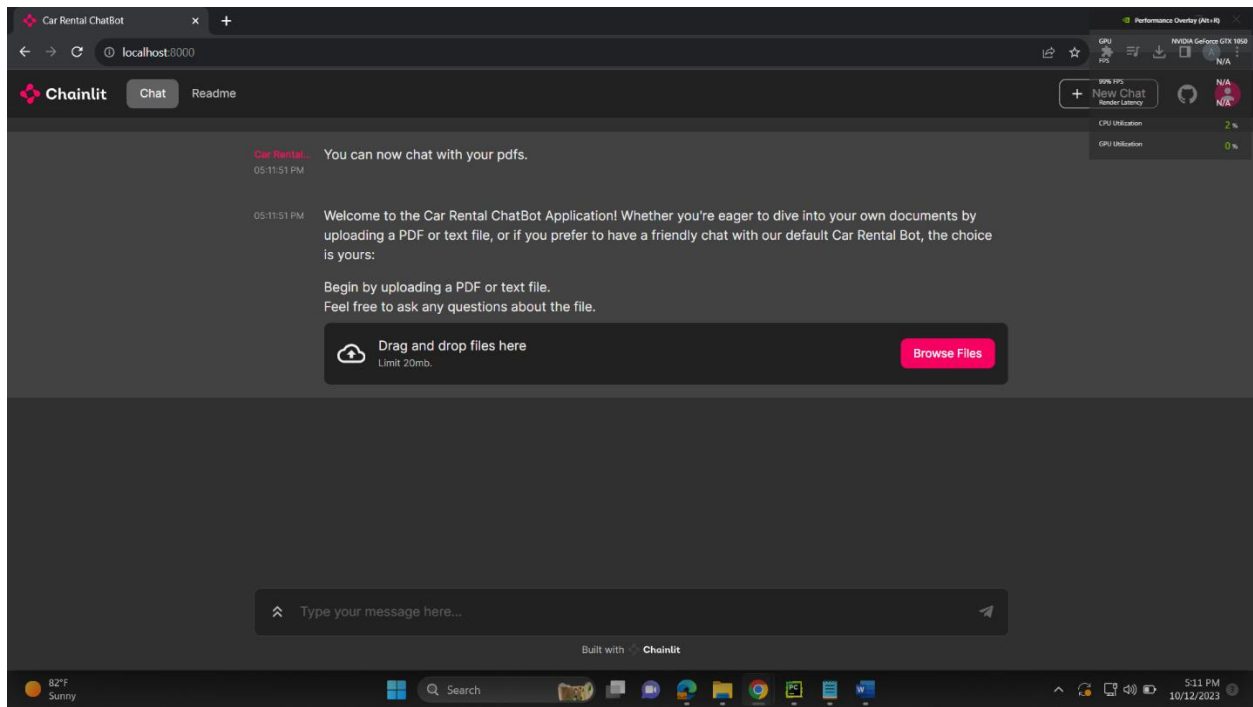 Car Rental ChatBot
Performance Overlay (Alt+R)
localhost:8000
GPU
NVIDIA GeForce GTX 1050
FPS
N/A
Chainlit
Chat
Readme
99% FPS
N/A
New Chat
Render Latency
N/A
CPU Utilization
2 %
GPU Utilization
0 %
Car Rental...
05:11:51 PM
You can now chat with your pdfs.
05:11:51 PM
Welcome to the Car Rental ChatBot Application! Whether you're eager to dive into your own documents by
uploading a PDF or text file, or if you prefer to have a friendly chat with our default Car Rental Bot, the choice
is yours:
Begin by uploading a PDF or text file.
Feel free to ask any questions about the file.
Drag and drop files here
Limit 20mb.
Browse Files
Type your message here...
Built with Chainlit
82°F
Sunny
Search
PC
W
5:11 PM
10/12/2023